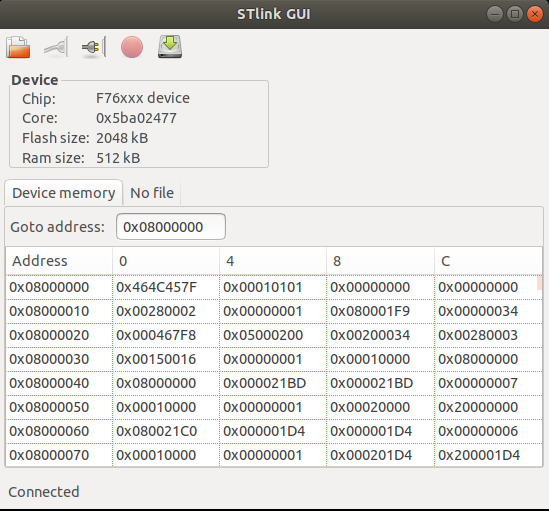 STlink GUI
Device
Chip: F76xxx device
Core: 0x5ba02477
Flash size: 2048 kB
Ram size: 512 kB
Device memory No file
Goto address: 0x08000000
Address 0 4 8 C
0x08000000 0x464C457F 0x00010101 0x00000000 0x00000000
0x08000010 0x00280002 0x00000001 0x080001F9 0x00000034
0x08000020 0x000467F8 0x05000200 0x00200034 0x00280003
0x08000030 0x00150016 0x00000001 0x00010000 0x08000000
0x08000040 0x08000000 0x000021BD 0x000021BD 0x00000007
0x08000050 0x00010000 0x00000001 0x00020000 0x20000000
0x08000060 0x080021C0 0x000001D4 0x000001D4 0x00000006
0x08000070 0x00010000 0x00000001 0x000201D4 0x200001D4
Connected